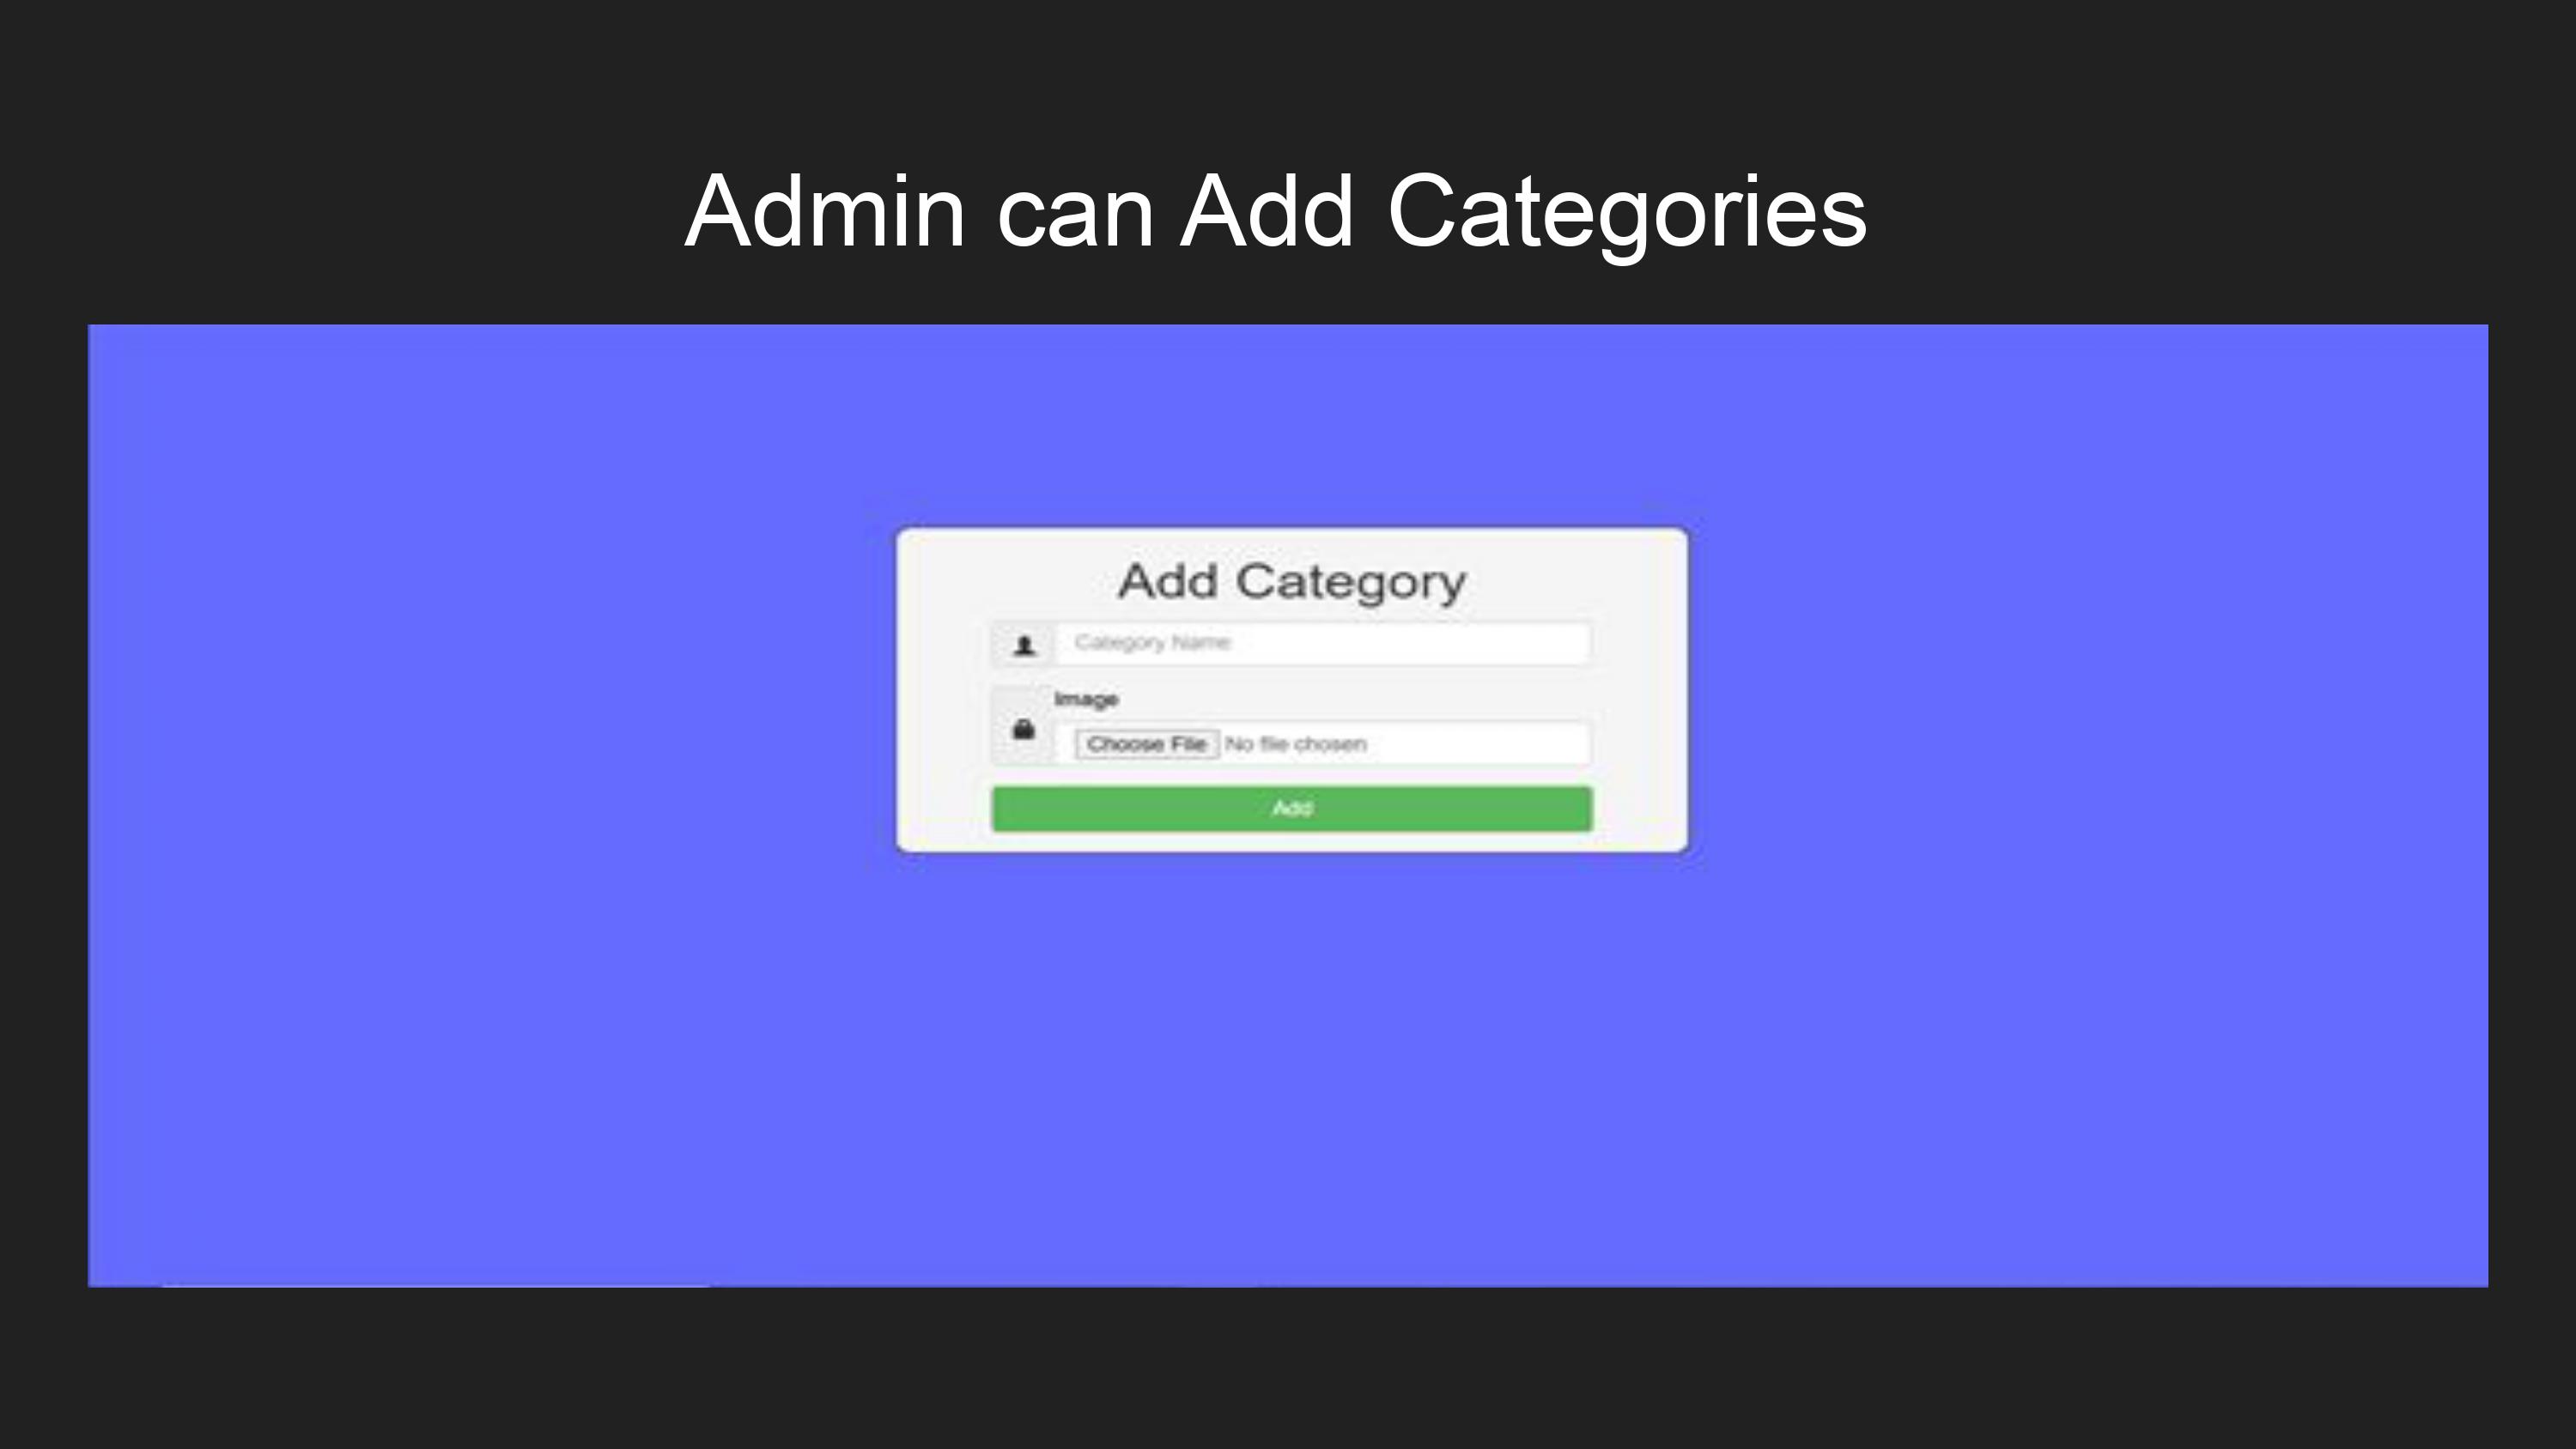 Admin can Add Categories
Add Category
Category Name
Image
Choose File No file chosen
Add